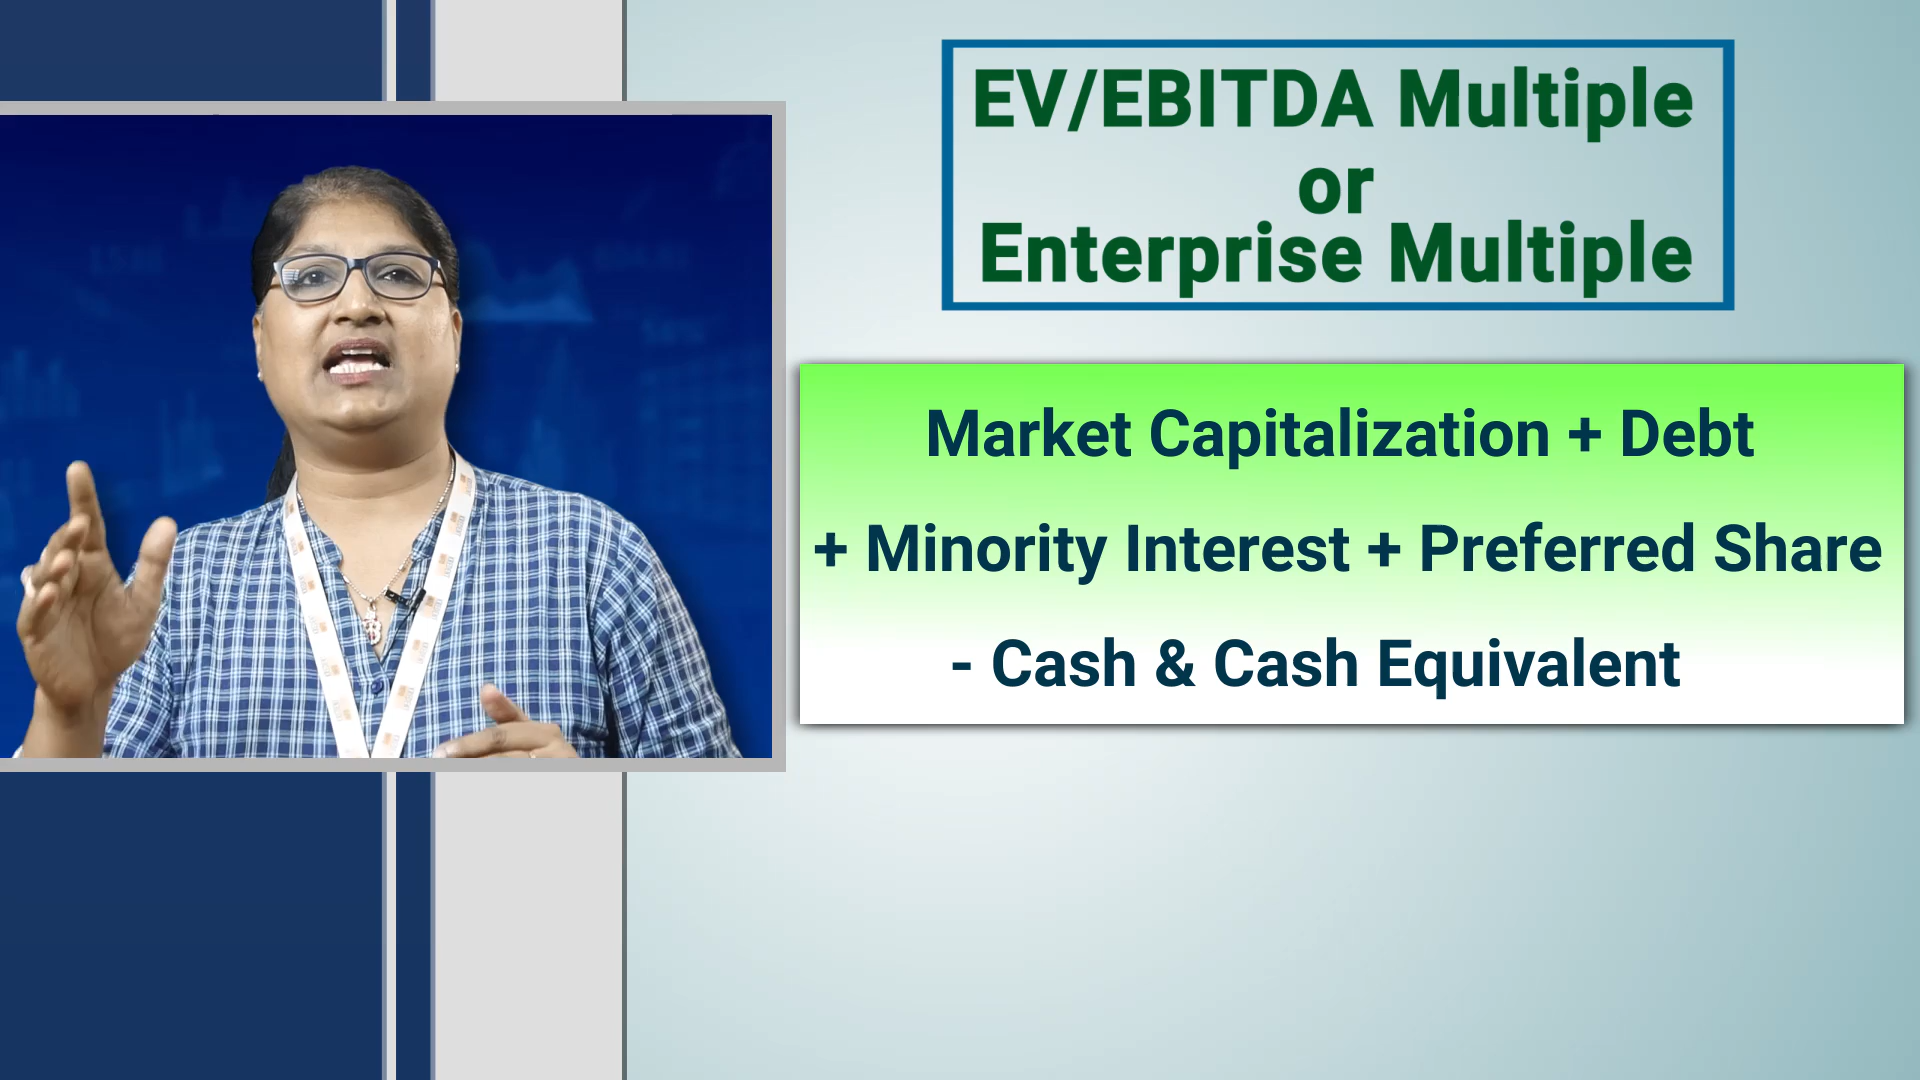 EV/EBITDA Multiple
or
Enterprise Multiple
Market Capitalization + Debt
+ Minority Interest + Preferred Share
- Cash & Cash Equivalent